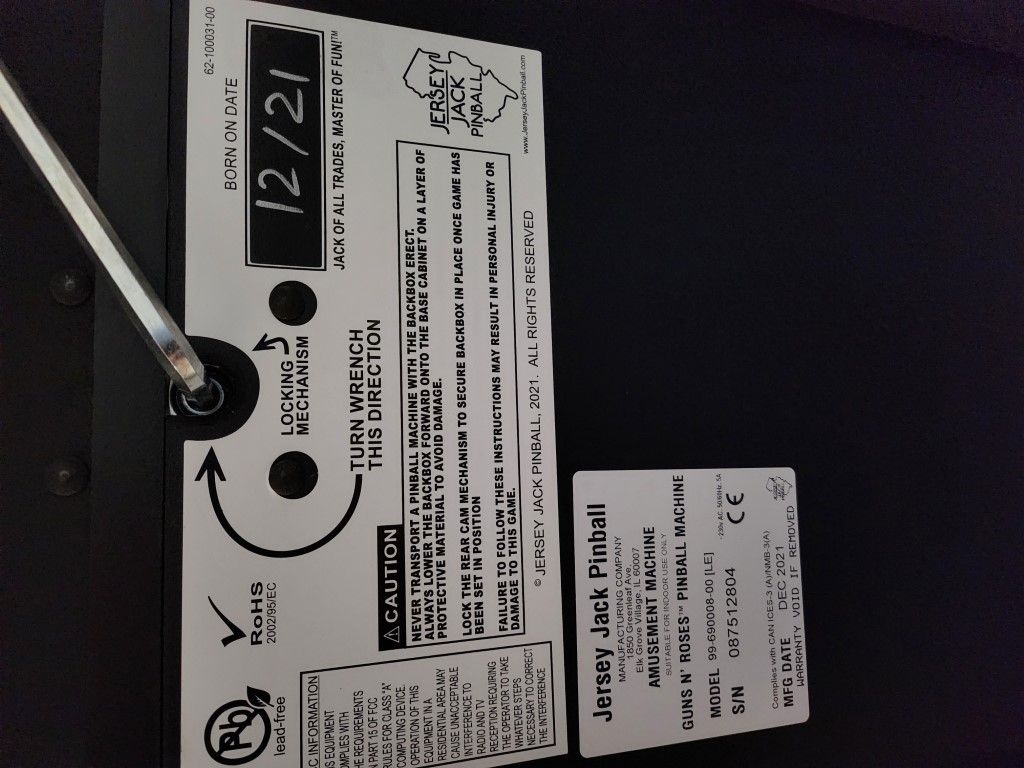 62-100031-00
BORN ON DATE
12/21
JACK OF ALL TRADES, MASTER OF FUN!™
JERSEY
JACK
PINBALL
www.JerseyJackPinball.com
LOCKING
MECHANISM
TURN WRENCH
THIS DIRECTION
RoHS
2002/95/EC
Pb
lead-free
CAUTION
NEVER TRANSPORT A PINBALL MACHINE WITH THE BACKBOX ERECT.
ALWAYS LOWER THE BACKBOX FORWARD ONTO THE BASE CABINET ON A LAYER OF
PROTECTIVE MATERIAL TO AVOID DAMAGE.
LOCK THE REAR CAM MECHANISM TO SECURE BACKBOX IN PLACE ONCE GAME HAS
BEEN SET IN POSITION
FAILURE TO FOLLOW THESE INSTRUCTIONS MAY RESULT IN PERSONAL INJURY OR
DAMAGE TO THIS GAME.
© JERSEY JACK PINBALL, 2021. ALL RIGHTS RESERVED
INFORMATION
EQUIPMENT
WITH
REQUIREMENTS
PART 15 OF FCC
RULES FOR CLASS "A"
COMPUTING DEVICE.
OPERATION OF THIS
EQUIPMENT IN A
RESIDENTIAL AREA MAY
CAUSE UNACCEPTABLE
INTERFERENCE TO
RADIO AND TV
RECEPTION REQUIRING
THE OPERATOR TO TAKE
WHATEVER STEPS
NECESSARY TO CORRECT
THE INTERFERENCE
Jersey Jack Pinball
MANUFACTURING COMPANY
1850 Greenleaf Ave
Elk Grove Village, IL 60007
AMUSEMENT MACHINE
SUITABLE FOR INDOOR USE ONLY
GUNS N' ROSES™ PINBALL MACHINE
MODEL 99-690008-00 [LE]
~230v AC, 50/60Hz, 5A
S/N 087512804 CE
Complies with CAN ICES-3 (A)/NMB-3(A)
MFG DATE DEC 2021
WARRANTY VOID IF REMOVED